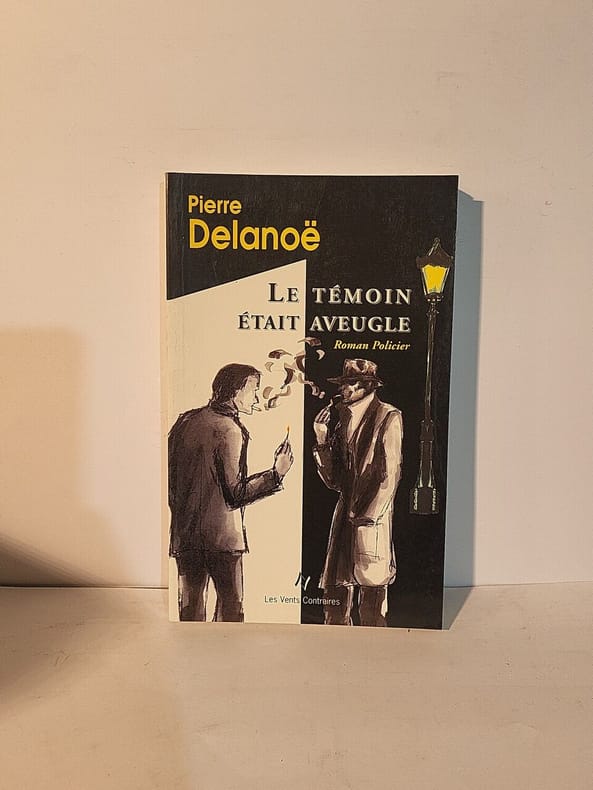 Pierre
Delanoë
LE TÉMOIN
ÉTAIT AVEUGLE
Roman Policier
Les Vents Contraires